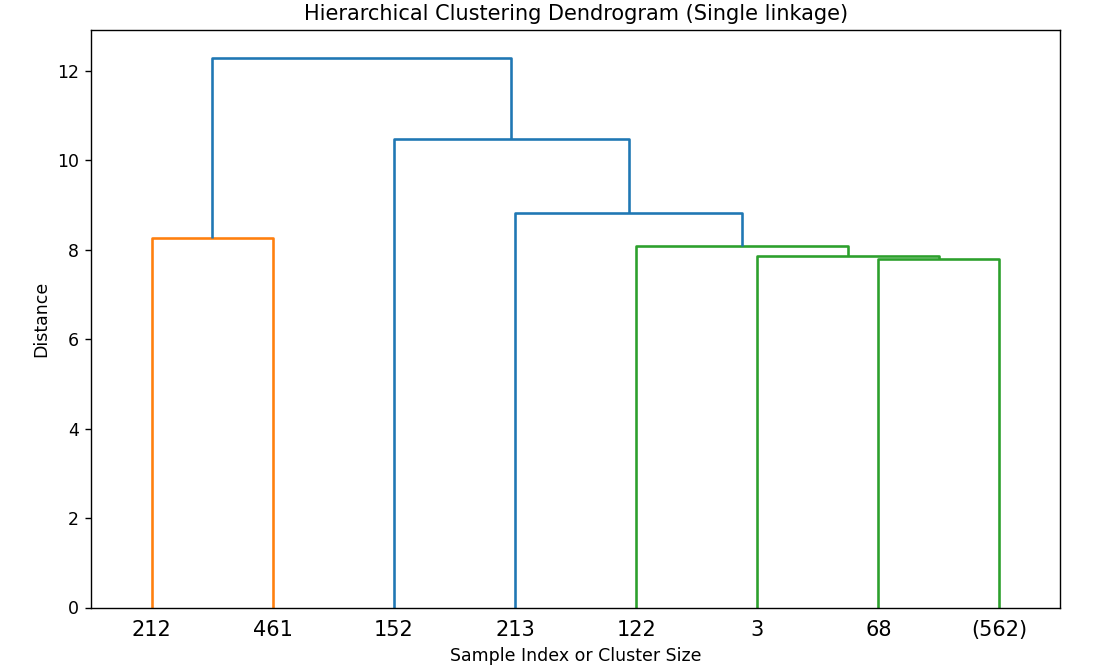 Hierarchical Clustering Dendrogram (Single linkage)
12
10
8
6
4
2
0
Distance
212 461 152 213 122 3 68 (562)
Sample Index or Cluster Size